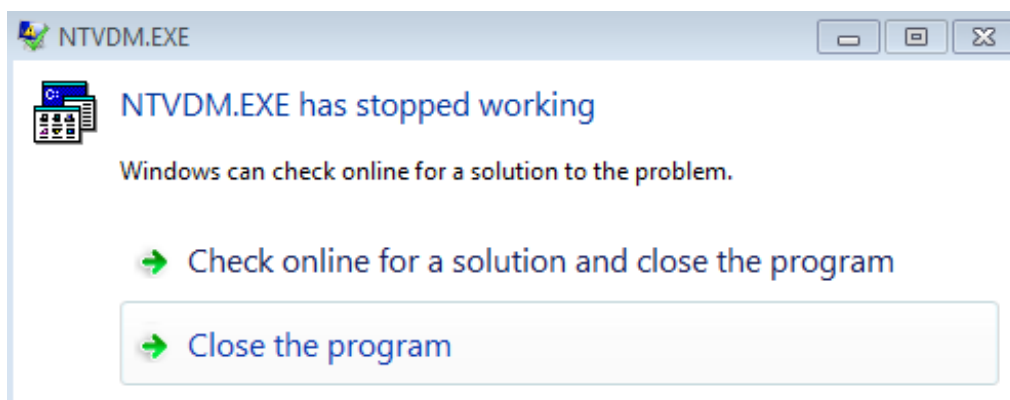 NTVDM.EXE
NTVDM.EXE has stopped working
Windows can check online for a solution to the problem.
Check online for a solution and close the program
Close the program